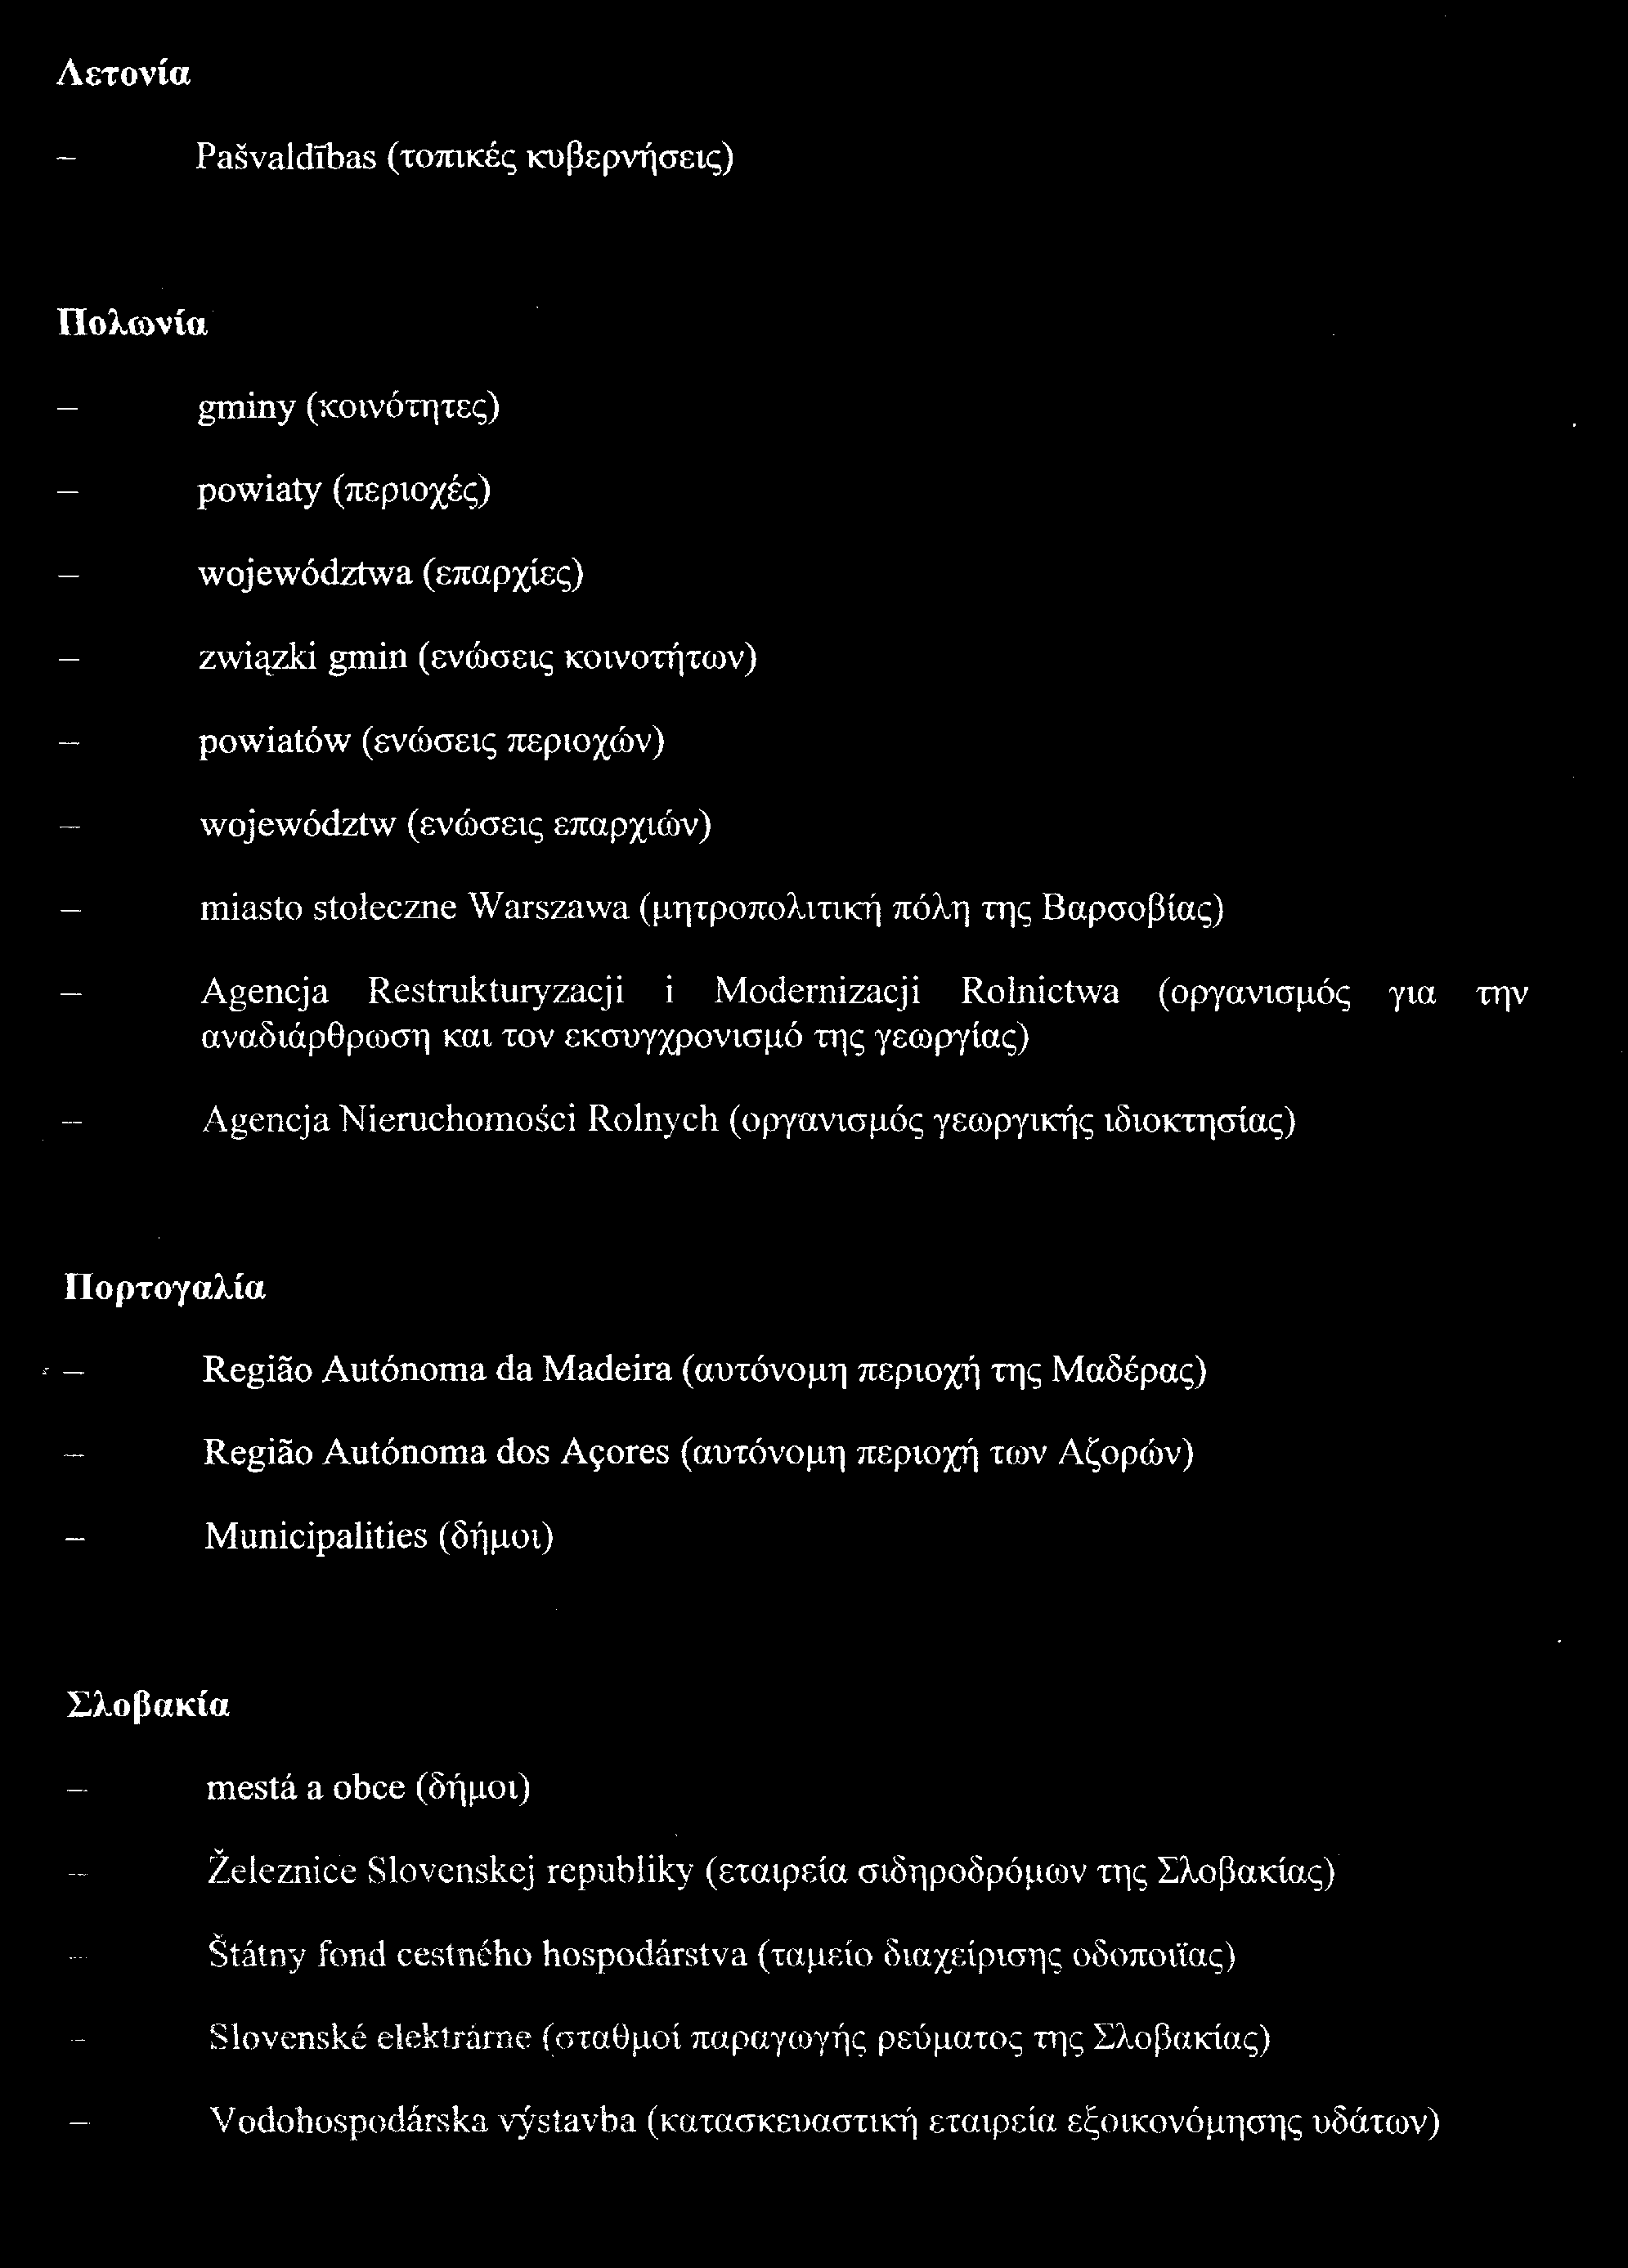 Λετονία
– Pašvaldības (τοπικές κυβερνήσεις)
Πολωνία
– gminy (κοινότητες)
– powiaty (περιοχές)
– województwa (επαρχίες)
– związki gmin (ενώσεις κοινοτήτων)
– powiatów (ενώσεις περιοχών)
– województw (ενώσεις επαρχιών)
– miasto stołeczne Warszawa (μητροπολιτική πόλη της Βαρσοβίας)
– Agencja Restrukturyzacji i Modernizacji Rolnictwa (οργανισμός για την
αναδιάρθρωση και τον εκσυγχρονισμό της γεωργίας)
– Agencja Nieruchomości Rolnych (οργανισμός γεωργικής ιδιοκτησίας)
Πορτογαλία
– Região Autónoma da Madeira (αυτόνομη περιοχή της Μαδέρας)
– Região Autónoma dos Açores (αυτόνομη περιοχή των Αζορών)
– Municipalities (δήμοι)
Σλοβακία
– mestá a obce (δήμοι)
– Železnice Slovenskej republiky (εταιρεία σιδηροδρόμων της Σλοβακίας)
– Štátny fond cestného hospodárstva (ταμείο διαχείρισης οδοποιΐας)
– Slovenské elektrárne (σταθμοί παραγωγής ρεύματος της Σλοβακίας)
– Vodohospodárska výstavba (κατασκευαστική εταιρεία εξοικονόμησης υδάτων)